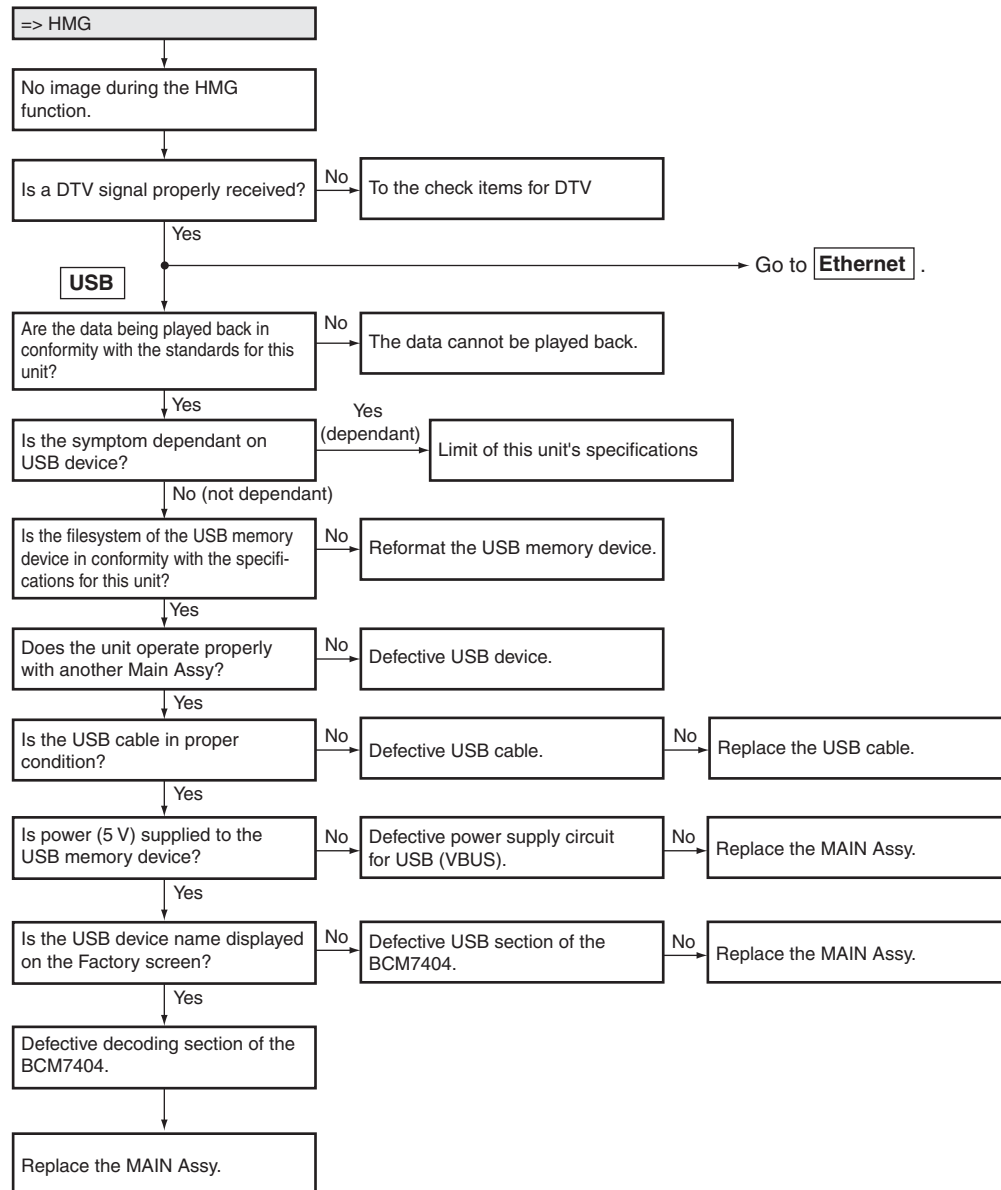 => HMG
No image during the HMG
function.
Is a DTV signal properly received?
No
To the check items for DTV
Yes
Go to Ethernet .
USB
Are the data being played back in
conformity with the standards for this
unit?
No
The data cannot be played back.
Yes
Is the symptom dependant on
USB device?
Yes
(dependant)
Limit of this unit's specifications
No (not dependant)
Is the filesystem of the USB memory
device in conformity with the specifi-
cations for this unit?
No
Reformat the USB memory device.
Yes
Does the unit operate properly
with another Main Assy?
No
Defective USB device.
Yes
Is the USB cable in proper
condition?
No
Defective USB cable.
No
Replace the USB cable.
Yes
Is power (5 V) supplied to the
USB memory device?
No
Defective power supply circuit
for USB (VBUS).
No
Replace the MAIN Assy.
Yes
Is the USB device name displayed
on the Factory screen?
No
Defective USB section of the
BCM7404.
No
Replace the MAIN Assy.
Yes
Defective decoding section of the
BCM7404.
Replace the MAIN Assy.